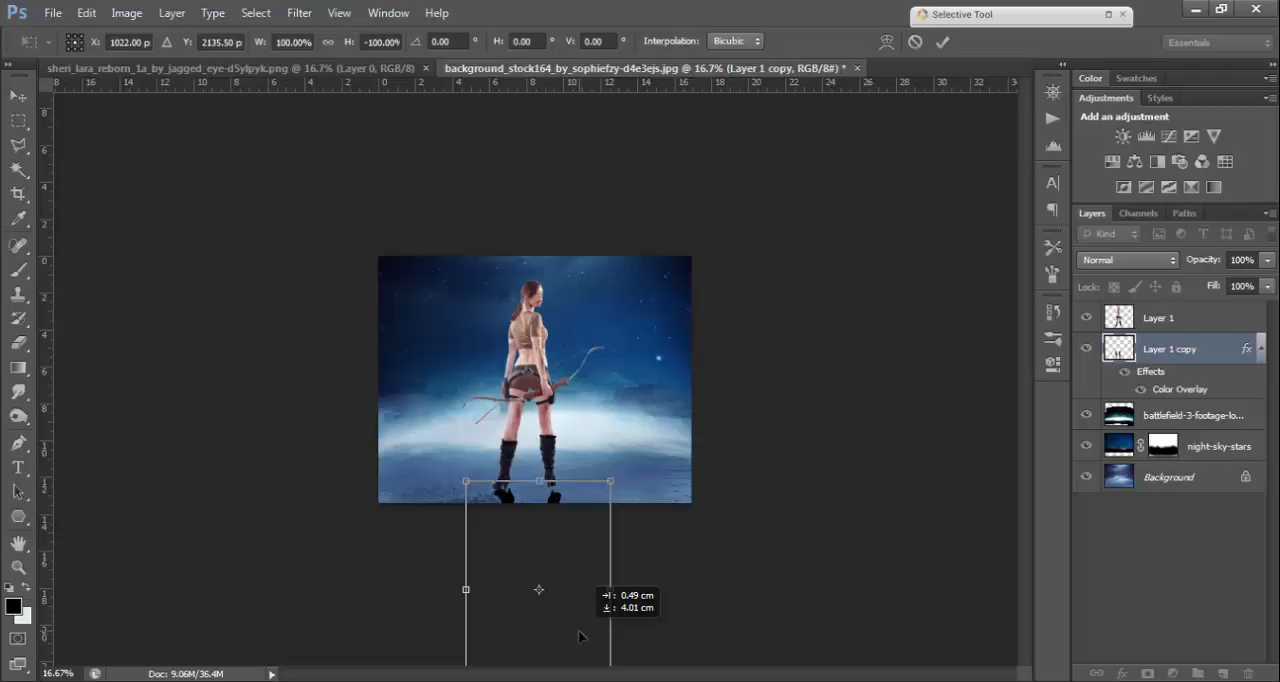 Ps File Edit Image Layer Type Select Filter View Window Help
Selective Tool
X: 1022.00 p: Y: 2135.50 p: W: 100.00% H: -100.00% 0.00 ° H: 0.00 ° V: 0.00 ° Interpolation: Bicubic Essentials
sheri_lara_reborn_1a_by_jagged_eye-d5ylpyk.png @ 16.7% (Layer 0, RGB/8) × background_stock164_by_sophiefzy-d4e3ejs.jpg @ 16.7% (Layer 1 copy, RGB/8#) * ×
Color Swatches
Adjustments Styles
Add an adjustment
Layers Channels Paths
Kind
Normal Opacity: 100%
Lock: Fill: 100%
Layer 1
Layer 1 copy fx
Effects
Color Overlay
battlefield-3-footage-lo...
night-sky-stars
Background
: 0.49 cm
: 4.01 cm
16.67% Doc: 9.06M/36.4M